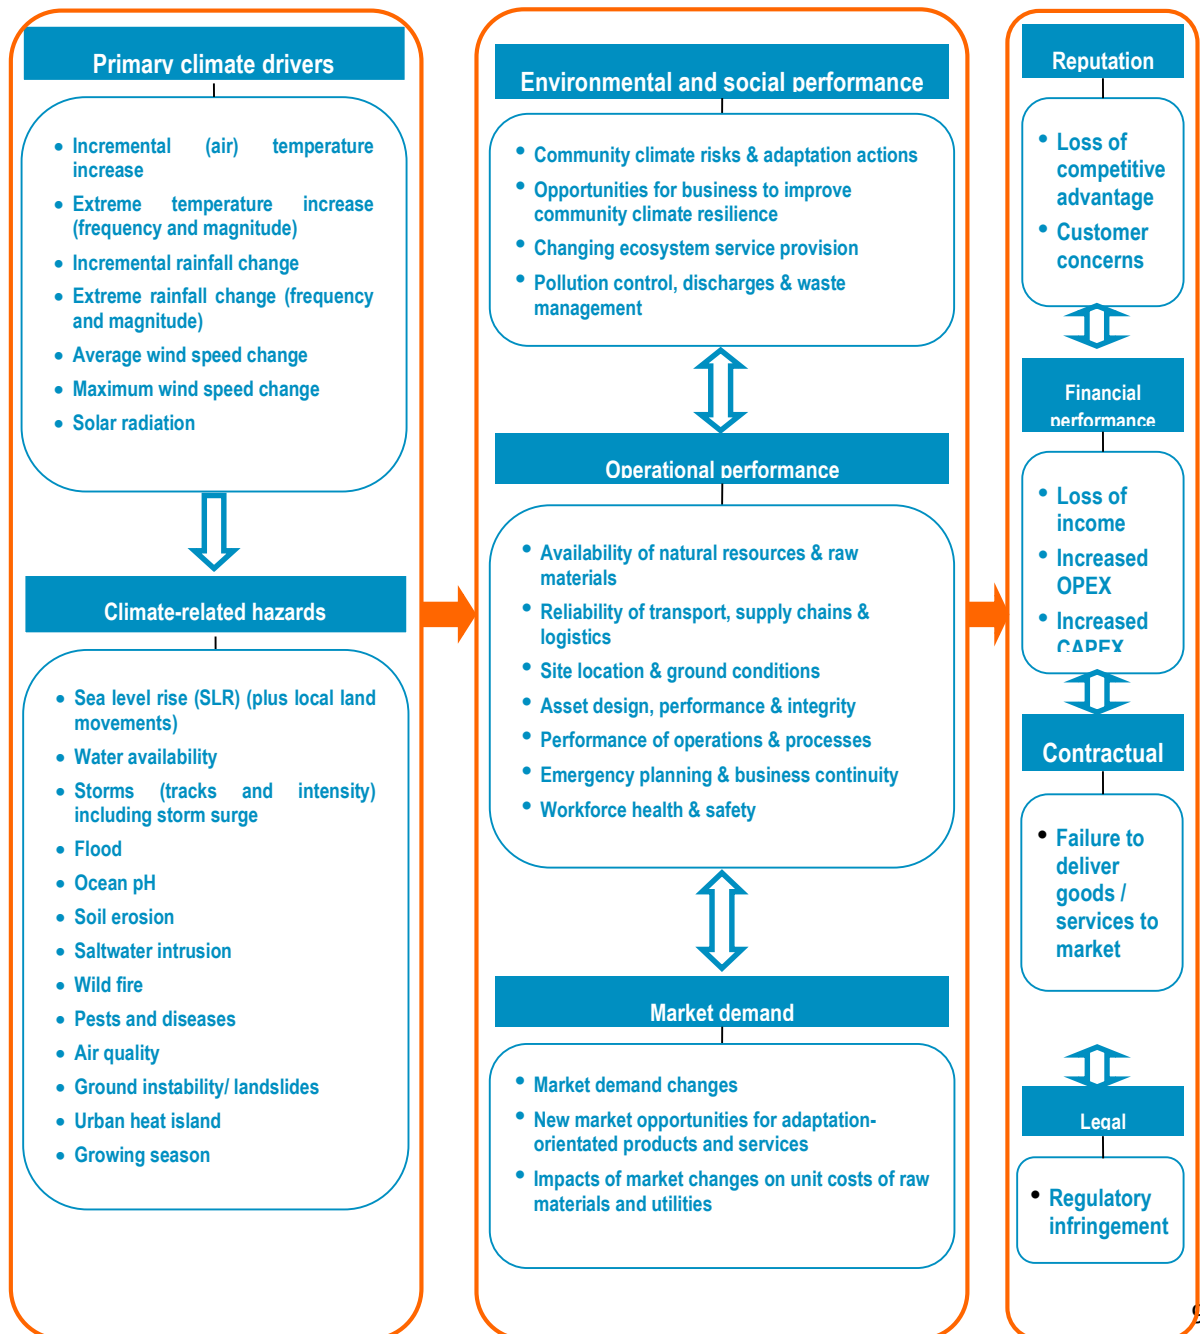 Primary climate drivers
• Incremental (air) temperature
increase
• Extreme temperature increase
(frequency and magnitude)
• Incremental rainfall change
• Extreme rainfall change (frequency
and magnitude)
• Average wind speed change
• Maximum wind speed change
• Solar radiation
Climate-related hazards
• Sea level rise (SLR) (plus local land
movements)
• Water availability
• Storms (tracks and intensity)
including storm surge
• Flood
• Ocean pH
• Soil erosion
• Saltwater intrusion
• Wild fire
• Pests and diseases
• Air quality
• Ground instability/ landslides
• Urban heat island
• Growing season
Environmental and social performance
• Community climate risks & adaptation actions
• Opportunities for business to improve
community climate resilience
• Changing ecosystem service provision
• Pollution control, discharges & waste
management
Operational performance
• Availability of natural resources & raw
materials
• Reliability of transport, supply chains &
logistics
• Site location & ground conditions
• Asset design, performance & integrity
• Performance of operations & processes
• Emergency planning & business continuity
• Workforce health & safety
Market demand
• Market demand changes
• New market opportunities for adaptation-
orientated products and services
• Impacts of market changes on unit costs of raw
materials and utilities
Reputation
• Loss of
competitive
advantage
• Customer
concerns
Financial
performance
• Loss of
income
• Increased
OPEX
• Increased
CAPEX
Contractual
• Failure to
deliver
goods /
services to
market
Legal
• Regulatory
infringement